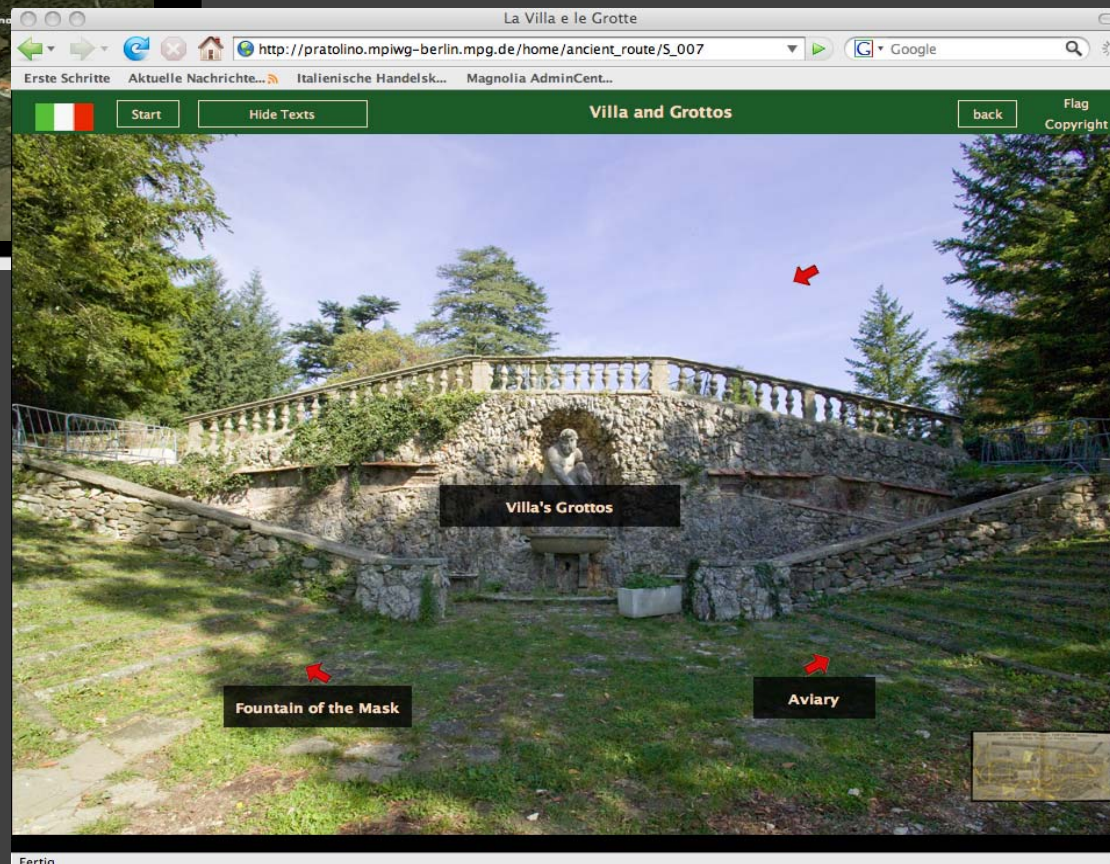 La Villa e le Grotte
http://pratolino.mpiwg-berlin.mpg.de/home/ancient_route/S_007
G Google
Erste Schritte Aktuelle Nachrichte... Italienische Handelsk... Magnolia AdminCent...
Start Hide Texts Villa and Grottos back Flag
Copyright
Villa's Grottos
Fountain of the Mask
Aviary
Fertig